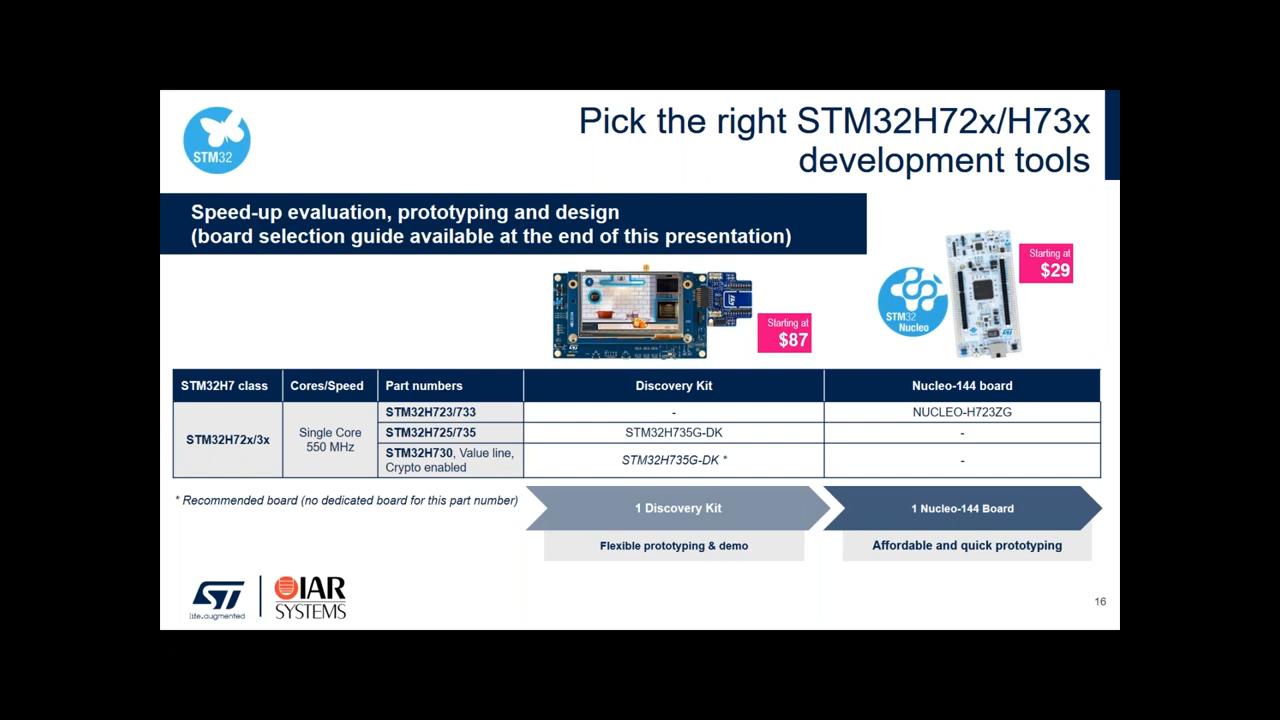 STM32
Pick the right STM32H72x/H73x
development tools
Speed-up evaluation, prototyping and design
(board selection guide available at the end of this presentation)
Starting at
$87
STM32
Nucleo
Starting at
$29
STM32H7 class
Cores/Speed
Part numbers
Discovery Kit
Nucleo-144 board
STM32H72x/3x
Single Core
550 MHz
STM32H723/733
-
NUCLEO-H723ZG
STM32H725/735
STM32H735G-DK
-
STM32H730, Value line,
Crypto enabled
STM32H735G-DK *
-
* Recommended board (no dedicated board for this part number)
1 Discovery Kit
1 Nucleo-144 Board
Flexible prototyping & demo
Affordable and quick prototyping
ST
life.augmented
IAR
SYSTEMS
16